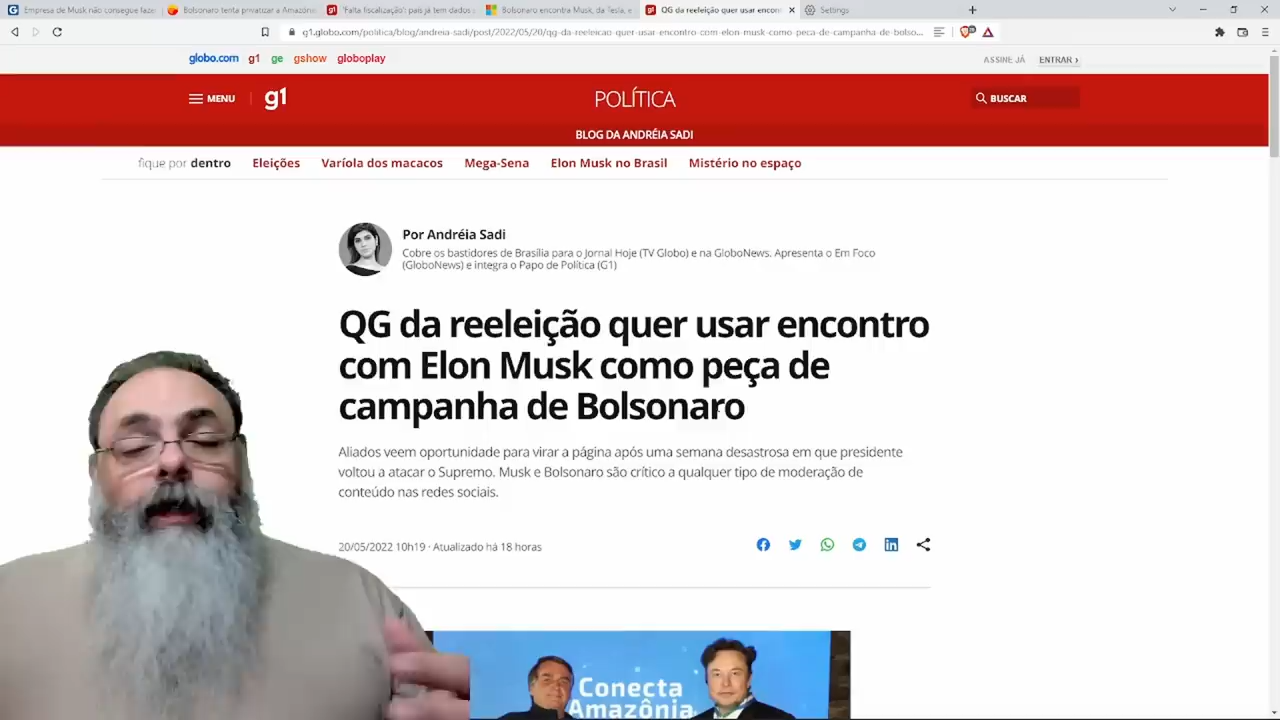 Empresa de Musk não consegue fazer
Bolsonaro tenta privatizar a Amazôni
'Falta fiscalização': país já tem dados
Bolsonaro encontra Musk, da Tesla, e
QG da reeleição quer usar encont
Settings
g1.globo.com/politica/blog/andreia-sadi/post/2022/05/20/qg-da-reeleicao-quer-usar-encontro-com-elon-musk-como-peca-de-campanha-de-bolso...
globo.com g1 ge gshow globoplay
ASSINE JÁ ENTRAR ›
MENU g1 POLÍTICA BUSCAR
BLOG DA ANDRÉIA SADI
fique por dentro Eleições Varíola dos macacos Mega-Sena Elon Musk no Brasil Mistério no espaço
Por Andréia Sadi
Cobre os bastidores de Brasília para o Jornal Hoje (TV Globo) e na GloboNews. Apresenta o Em Foco
(GloboNews) e integra o Papo de Política (G1)
QG da reeleição quer usar encontro
com Elon Musk como peça de
campanha de Bolsonaro
Aliados veem oportunidade para virar a página após uma semana desastrosa em que presidente
voltou a atacar o Supremo. Musk e Bolsonaro são crítico a qualquer tipo de moderação de
conteúdo nas redes sociais.
20/05/2022 10h19 · Atualizado há 18 horas
Conecta
Amazônia